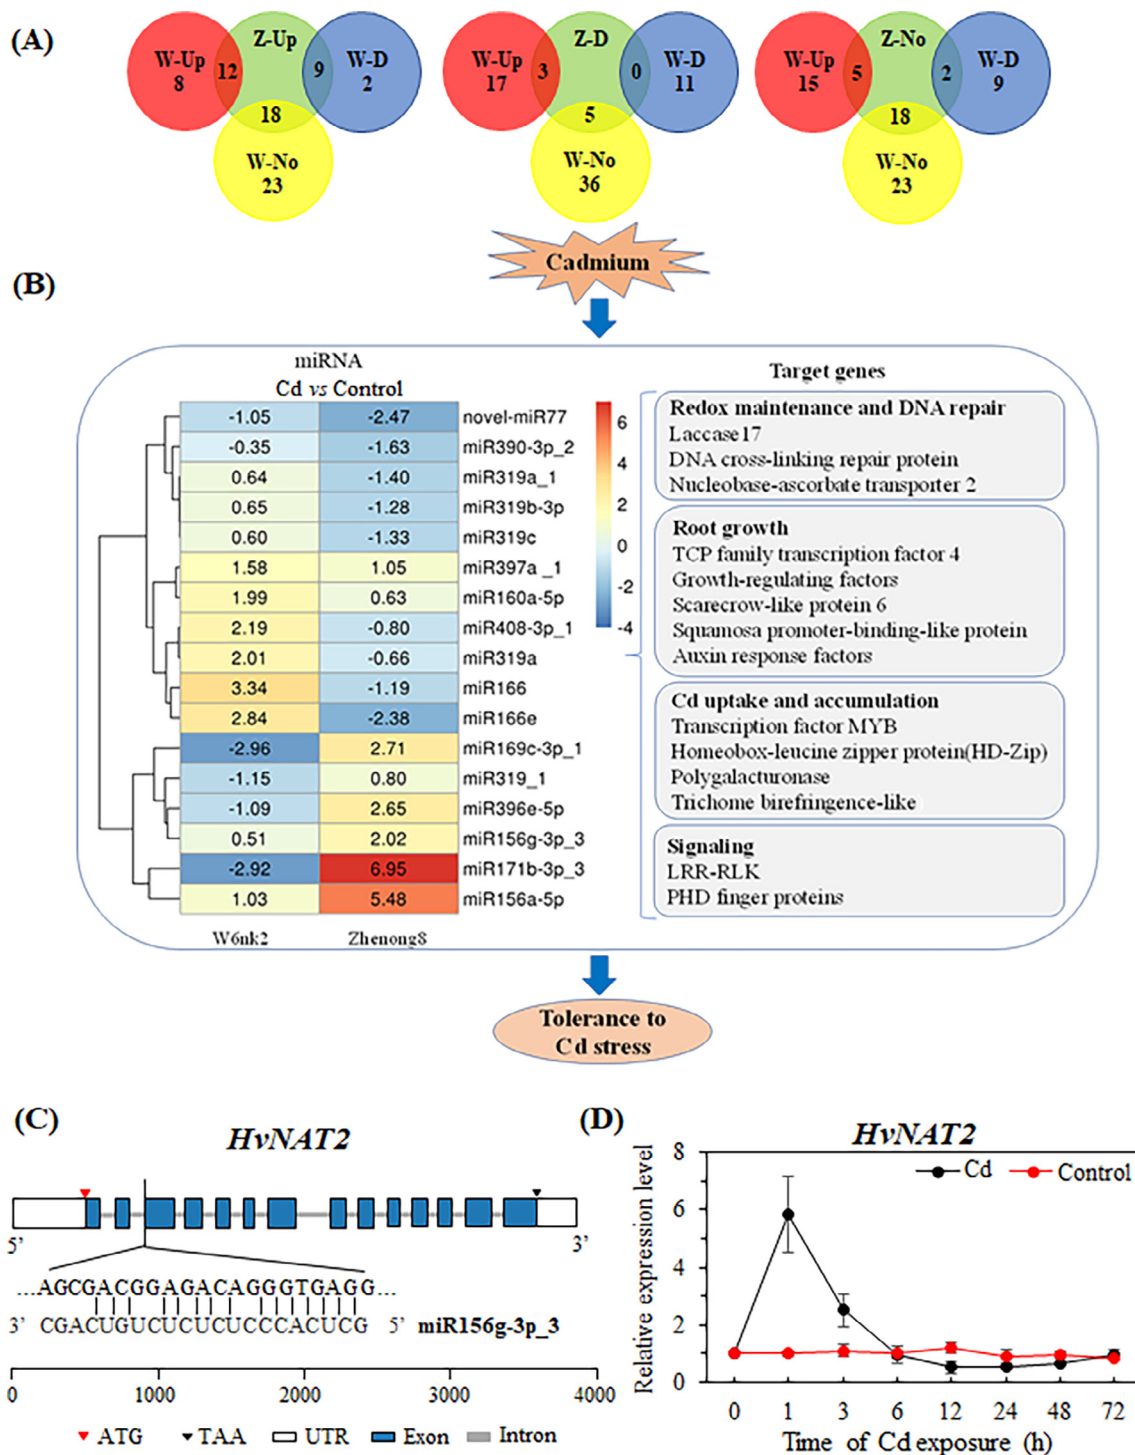 (A)
W-Up
8
12
Z-Up
9
W-D
2
18
W-No
23
W-Up
17
3
Z-D
0
W-D
11
5
W-No
36
W-Up
15
5
Z-No
2
W-D
9
18
W-No
23
Cadmium
(B)
miRNA
Cd vs Control
-1.05 -2.47 novel-miR77
-0.35 -1.63 miR390-3p_2
0.64 -1.40 miR319a_1
0.65 -1.28 miR319b-3p
0.60 -1.33 miR319c
1.58 1.05 miR397a _1
1.99 0.63 miR160a-5p
2.19 -0.80 miR408-3p_1
2.01 -0.66 miR319a
3.34 -1.19 miR166
2.84 -2.38 miR166e
-2.96 2.71 miR169c-3p_1
-1.15 0.80 miR319_1
-1.09 2.65 miR396e-5p
0.51 2.02 miR156g-3p_3
-2.92 6.95 miR171b-3p_3
1.03 5.48 miR156a-5p
W6nk2 Zhenong8
6
4
2
0
-2
-4
Target genes
Redox maintenance and DNA repair
Laccase17
DNA cross-linking repair protein
Nucleobase-ascorbate transporter 2
Root growth
TCP family transcription factor 4
Growth-regulating factors
Scarecrow-like protein 6
Squamosa promoter-binding-like protein
Auxin response factors
Cd uptake and accumulation
Transcription factor MYB
Homeobox-leucine zipper protein(HD-Zip)
Polygalacturonase
Trichome birefringence-like
Signaling
LRR-RLK
PHD finger proteins
Tolerance to
Cd stress
(C)
HvNAT2
5’ 3’
...AGCGACGGAGACAGGGTGAGG...
3’ CGACUGUCUCUCUCCCACUCG 5’ miR156g-3p_3
0 1000 2000 3000 4000
ATG TAA UTR Exon Intron
(D)
HvNAT2
Cd Control
Relative expression level
8
6
4
2
0
0 1 3 6 12 24 48 72
Time of Cd exposure (h)